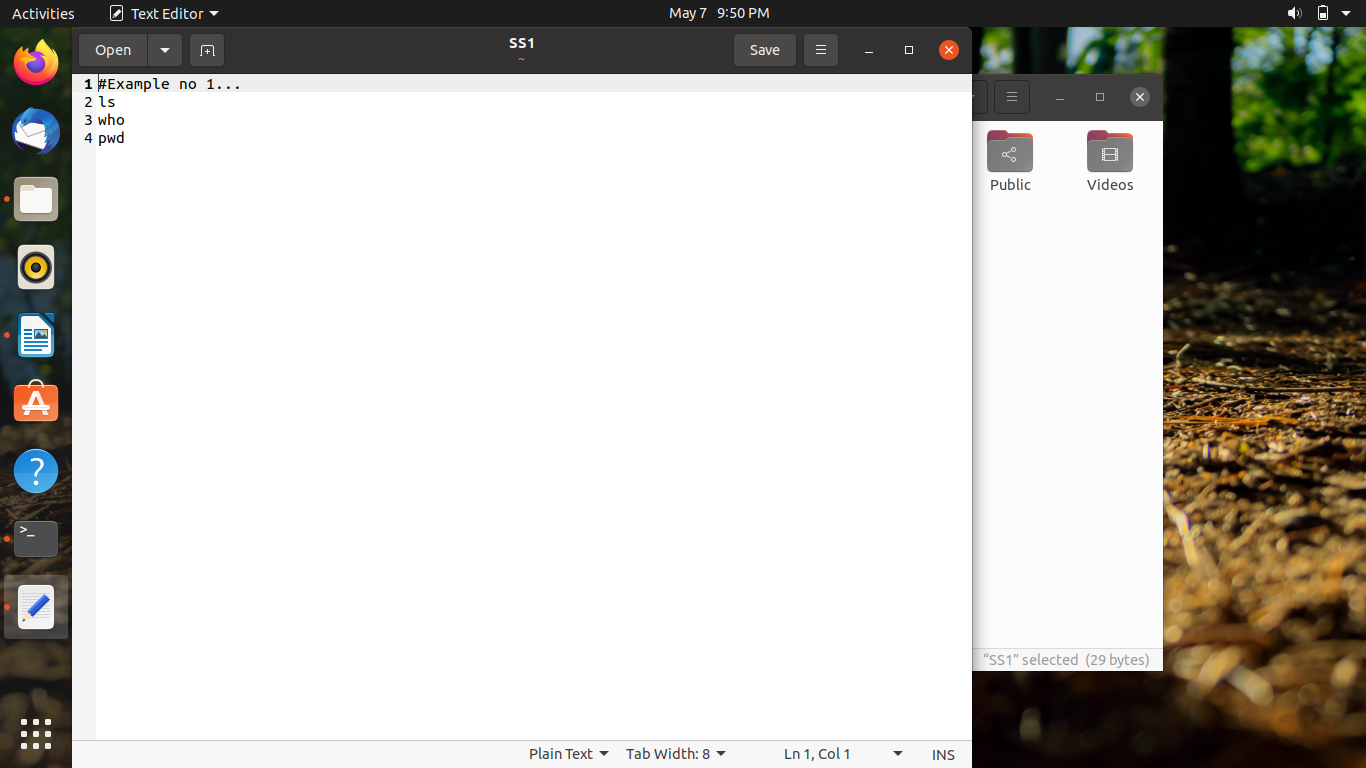 Activities Text Editor May 7 9:50 PM
Open SS1 Save
~
1 #Example no 1...
2 ls
3 who
4 pwd
Public Videos
“SS1” selected (29 bytes)
Plain Text Tab Width: 8 Ln 1, Col 1 INS